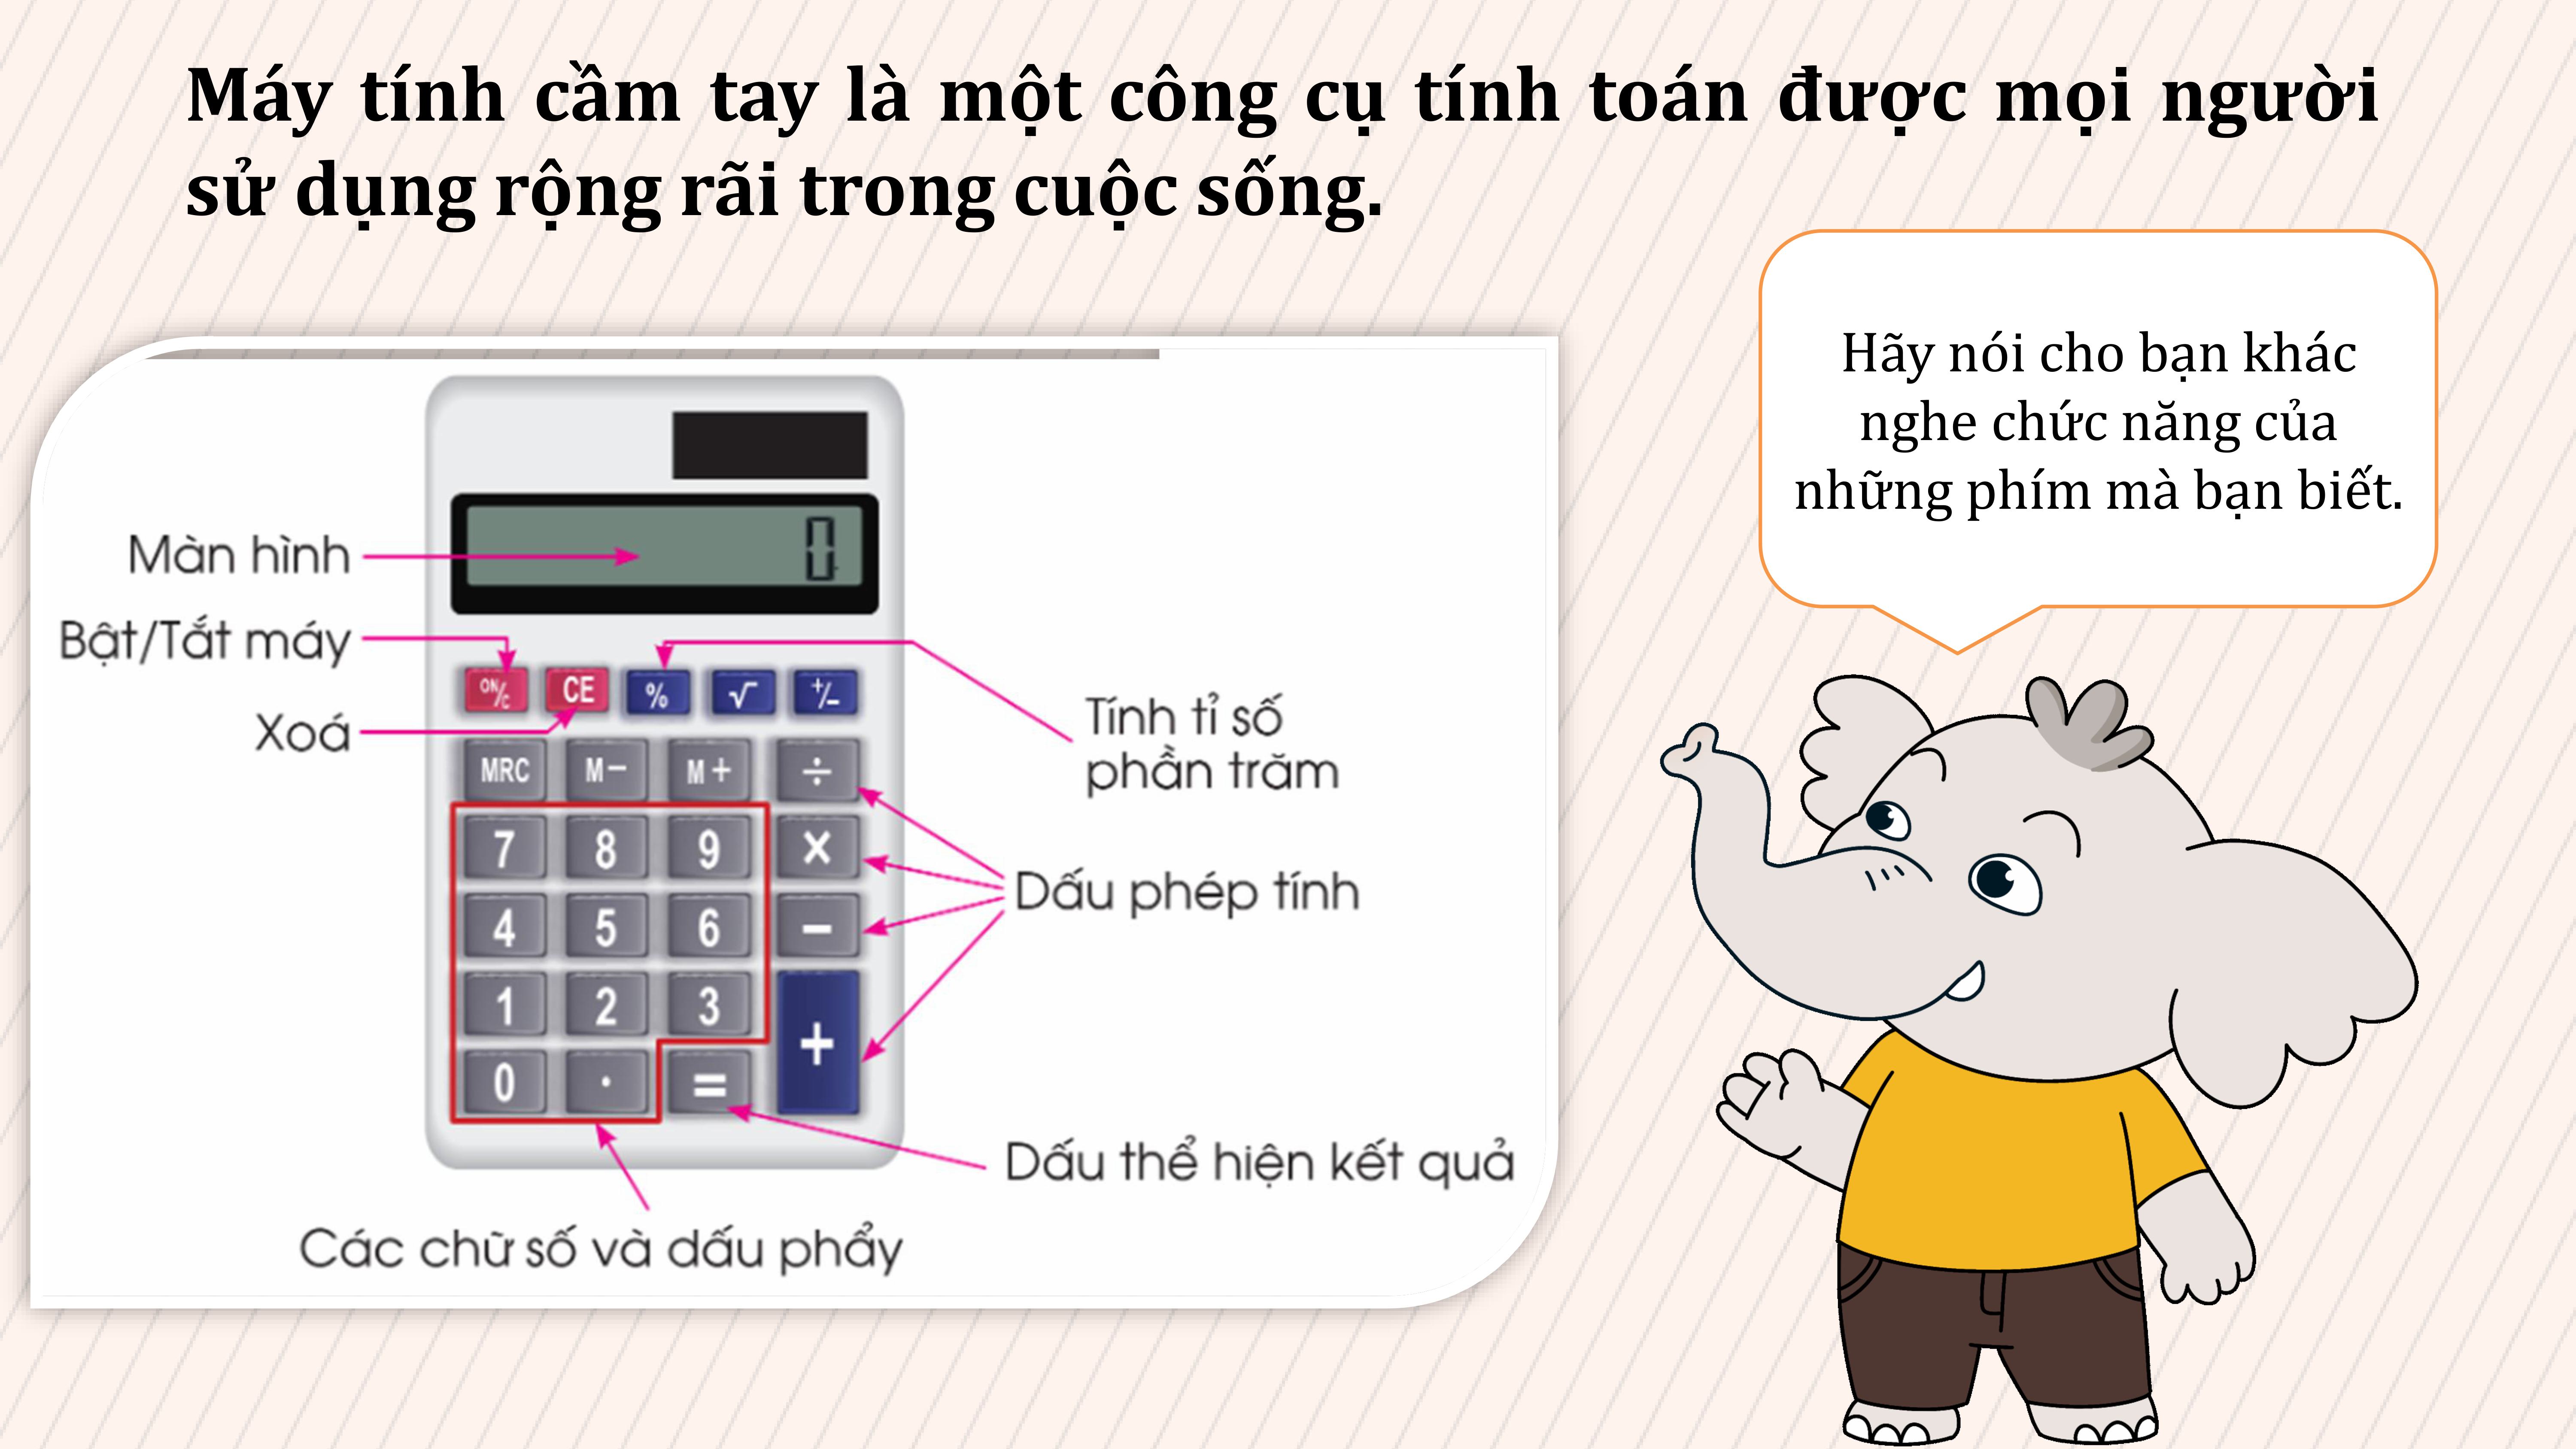 Máy tính cầm tay là một công cụ tính toán được mọi người
sử dụng rộng rãi trong cuộc sống.
Hãy nói cho bạn khác
nghe chức năng của
những phím mà bạn biết.
0
Màn hình
Bật/Tắt máy
Xoá
ON/C CE % √ +/−
MRC M− M+ ÷
7 8 9 ×
4 5 6 −
1 2 3 +
0 . =
Tính tỉ số
phần trăm
Dấu phép tính
Dấu thể hiện kết quả
Các chữ số và dấu phẩy